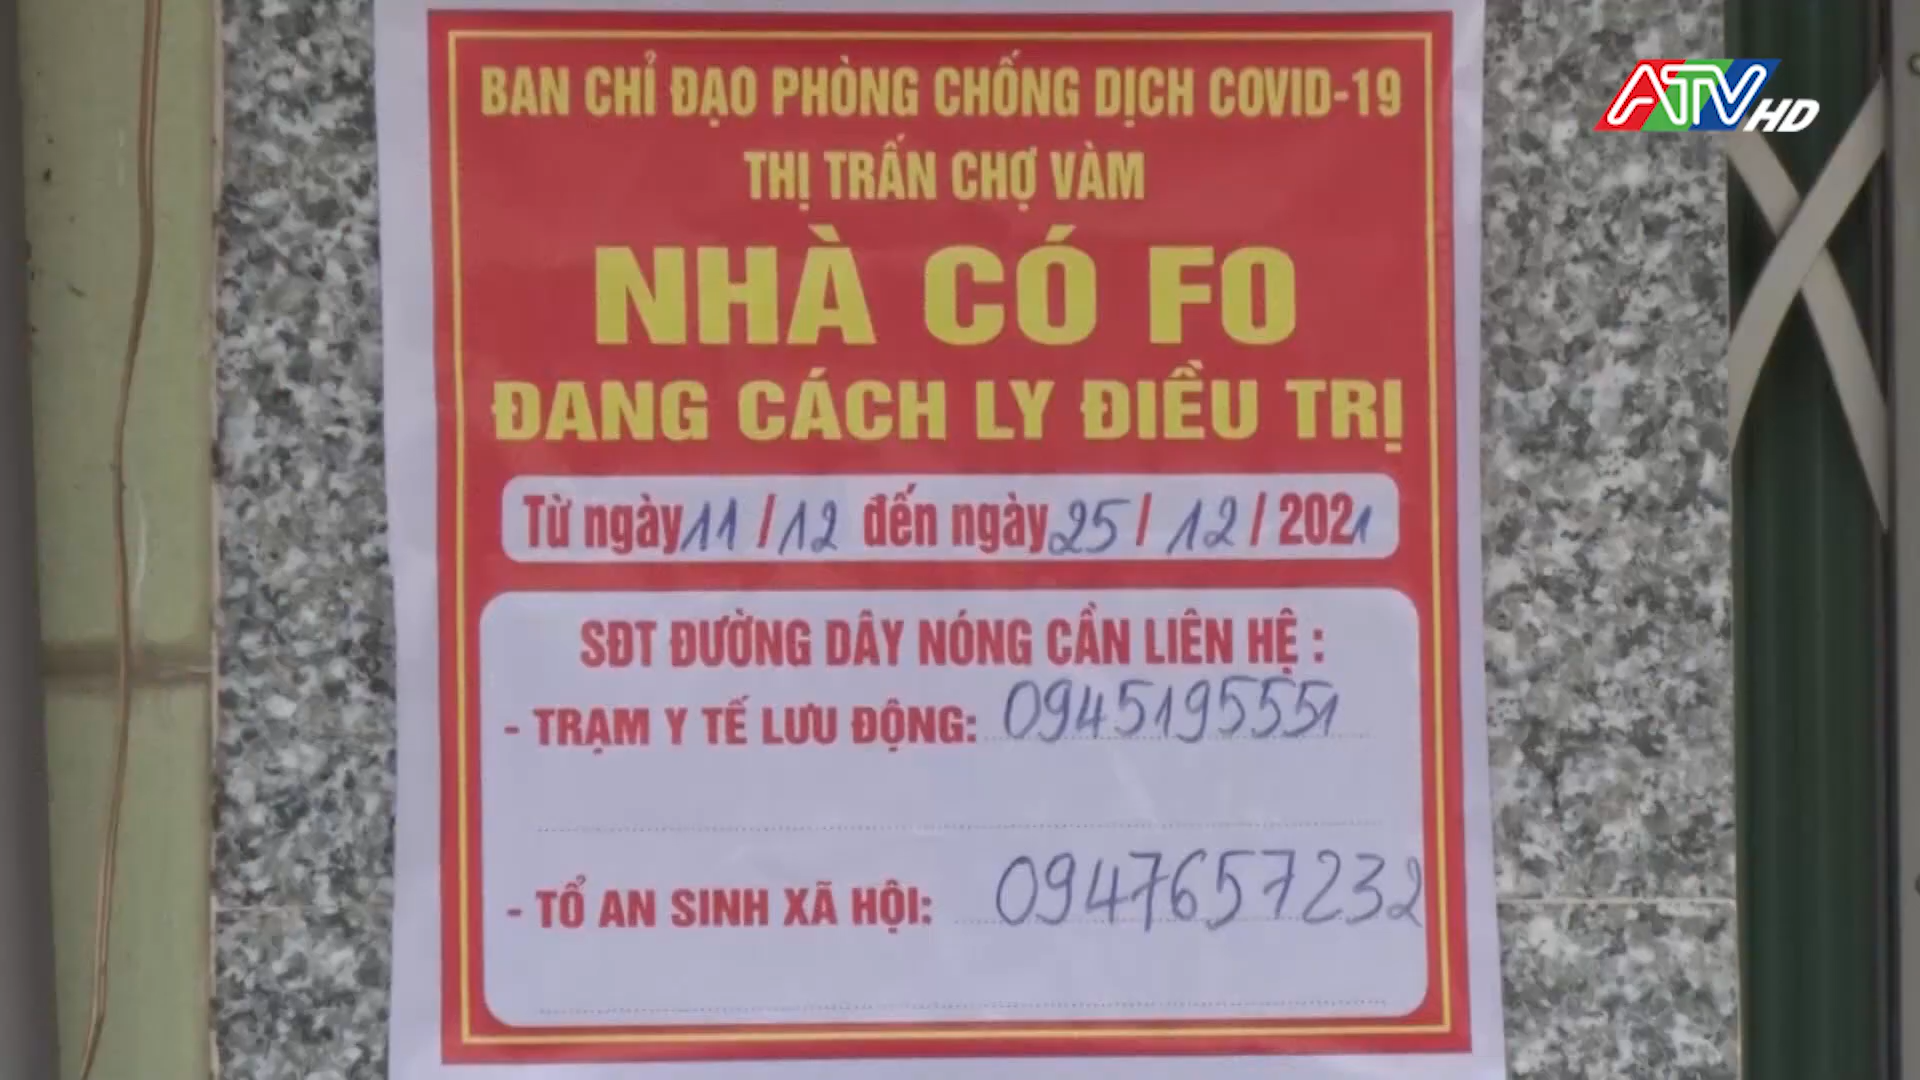 ATV HD
BAN CHỈ ĐẠO PHÒNG CHỐNG DỊCH COVID-19
THỊ TRẤN CHỢ VÀM
NHÀ CÓ FO
ĐANG CÁCH LY ĐIỀU TRỊ
Từ ngày 11 / 12 đến ngày 25 / 12 / 2021
SĐT ĐƯỜNG DÂY NÓNG CẦN LIÊN HỆ :
- TRẠM Y TẾ LƯU ĐỘNG: 0945195551
- TỔ AN SINH XÃ HỘI: 0947657232